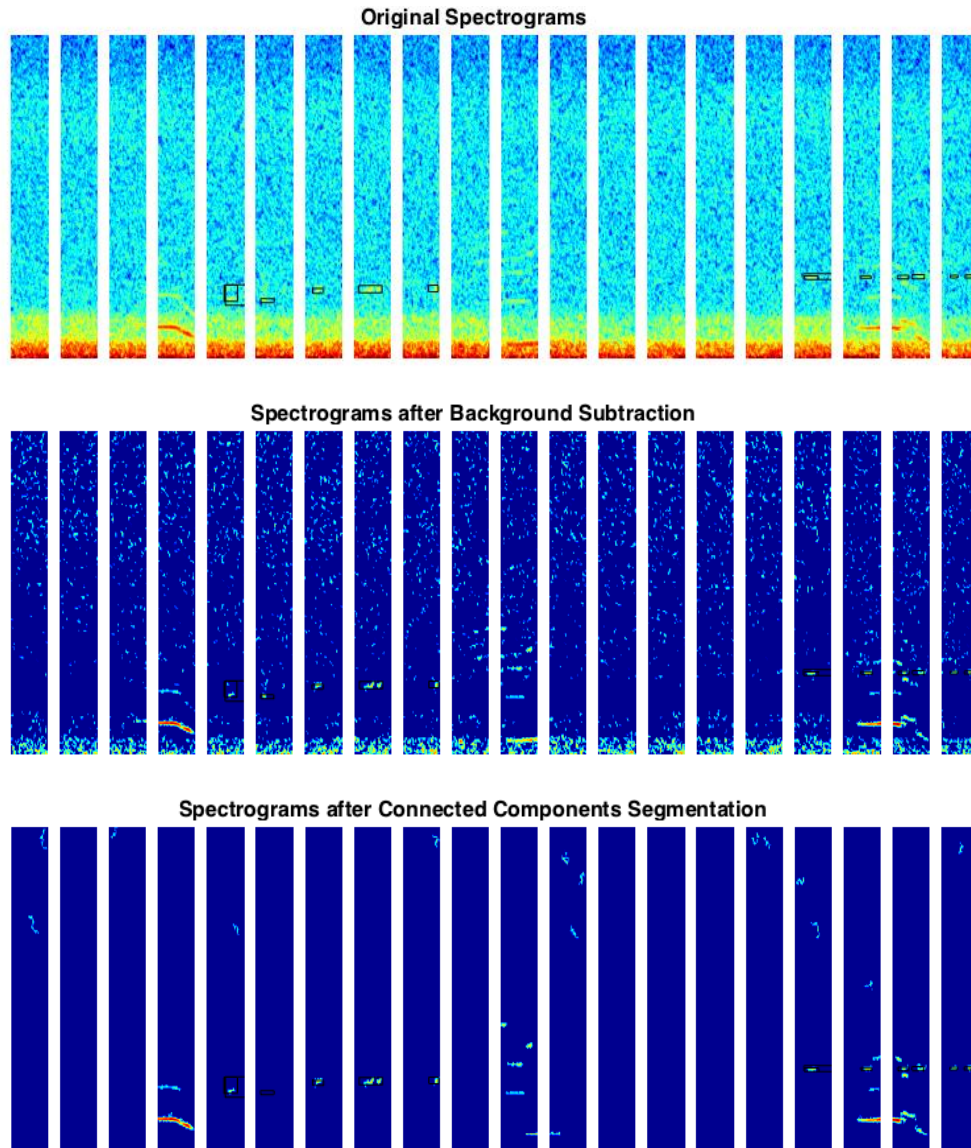 Original Spectrograms
Spectrograms after Background Subtraction
Spectrograms after Connected Components Segmentation